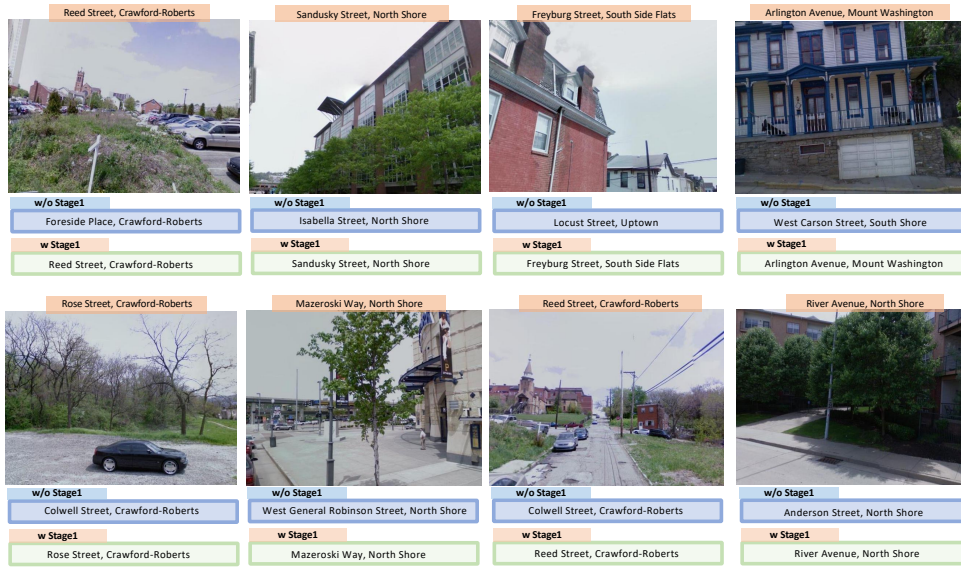 Reed Street, Crawford-Roberts
Sandusky Street, North Shore
Freyburg Street, South Side Flats
Arlington Avenue, Mount Washington
w/o Stage1
w/o Stage1
w/o Stage1
w/o Stage1
Foreside Place, Crawford-Roberts
Isabella Street, North Shore
Locust Street, Uptown
West Carson Street, South Shore
w Stage1
w Stage1
w Stage1
w Stage1
Reed Street, Crawford-Roberts
Sandusky Street, North Shore
Freyburg Street, South Side Flats
Arlington Avenue, Mount Washington
Rose Street, Crawford-Roberts
Mazeroski Way, North Shore
Reed Street, Crawford-Roberts
River Avenue, North Shore
w/o Stage1
w/o Stage1
w/o Stage1
w/o Stage1
Colwell Street, Crawford-Roberts
West General Robinson Street, North Shore
Colwell Street, Crawford-Roberts
Anderson Street, North Shore
w Stage1
w Stage1
w Stage1
w Stage1
Rose Street, Crawford-Roberts
Mazeroski Way, North Shore
Reed Street, Crawford-Roberts
River Avenue, North Shore